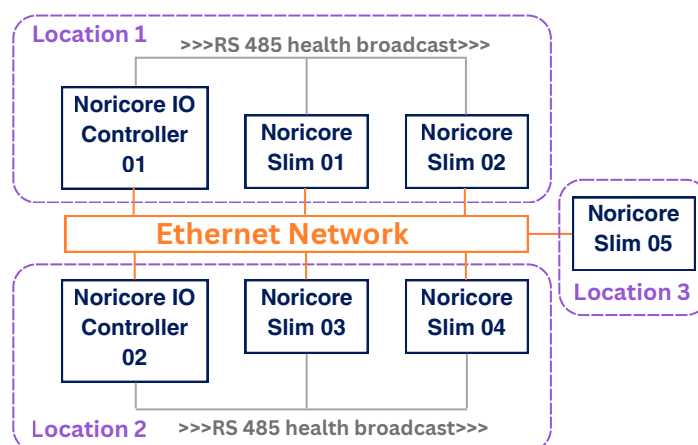 Location 1
>>>RS 485 health broadcast>>>
Noricore IO
Controller
01
Noricore
Slim 01
Noricore
Slim 02
Ethernet Network
Noricore
Slim 05
Location 3
Noricore IO
Controller
02
Noricore
Slim 03
Noricore
Slim 04
Location 2
>>>RS 485 health broadcast>>>